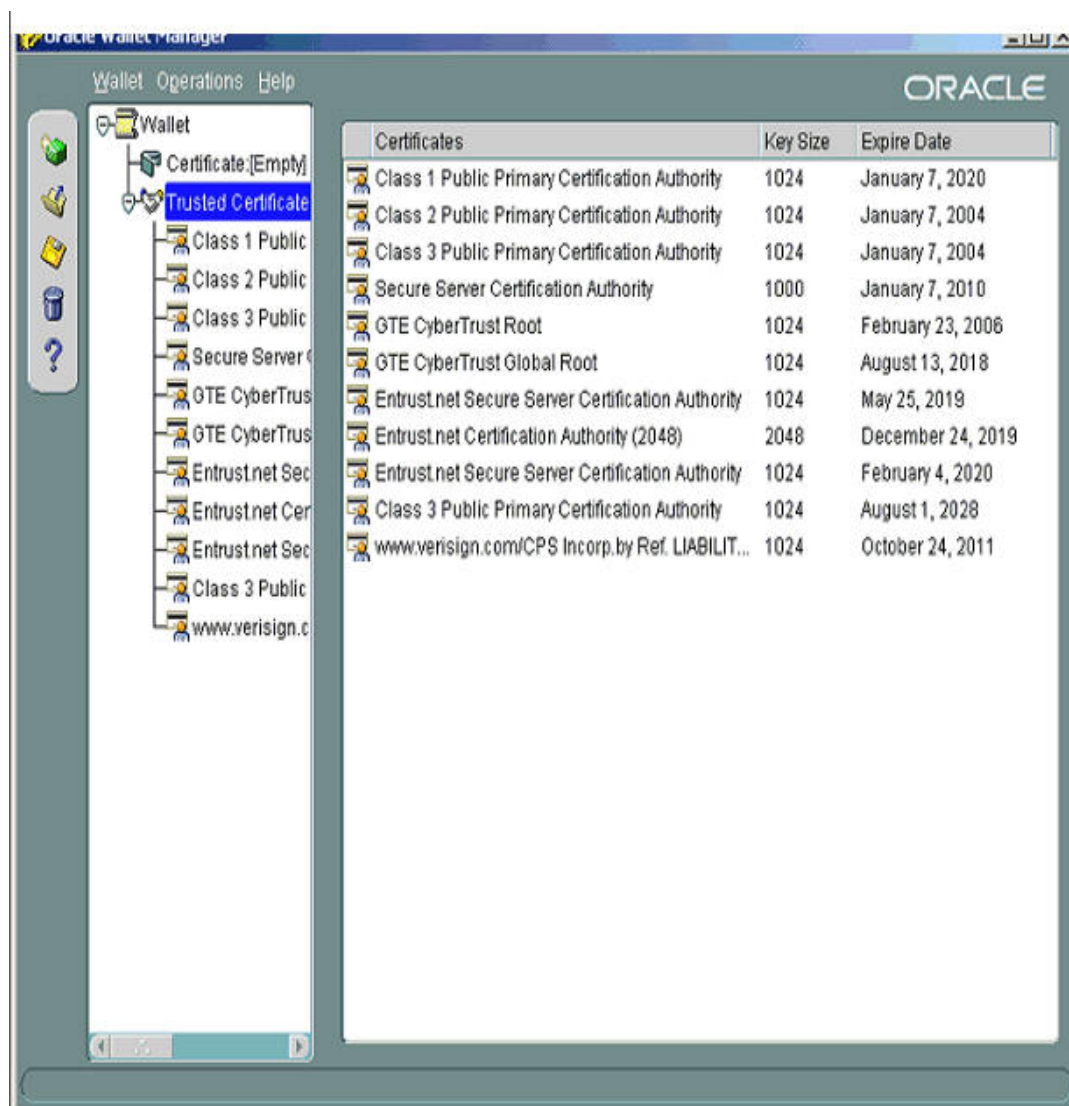 Oracle Wallet Manager
Wallet Operations Help
ORACLE
Wallet
Certificate:[Empty]
Trusted Certificate
Class 1 Public
Class 2 Public
Class 3 Public
Secure Server
GTE CyberTrus
GTE CyberTrus
Entrust.net Sec
Entrust.net Cer
Entrust.net Sec
Class 3 Public
www.verisign.c
Certificates Key Size Expire Date
Class 1 Public Primary Certification Authority 1024 January 7, 2020
Class 2 Public Primary Certification Authority 1024 January 7, 2004
Class 3 Public Primary Certification Authority 1024 January 7, 2004
Secure Server Certification Authority 1000 January 7, 2010
GTE CyberTrust Root 1024 February 23, 2006
GTE CyberTrust Global Root 1024 August 13, 2018
Entrust.net Secure Server Certification Authority 1024 May 25, 2019
Entrust.net Certification Authority (2048) 2048 December 24, 2019
Entrust.net Secure Server Certification Authority 1024 February 4, 2020
Class 3 Public Primary Certification Authority 1024 August 1, 2028
www.verisign.com/CPS Incorp.by Ref. LIABILIT... 1024 October 24, 2011